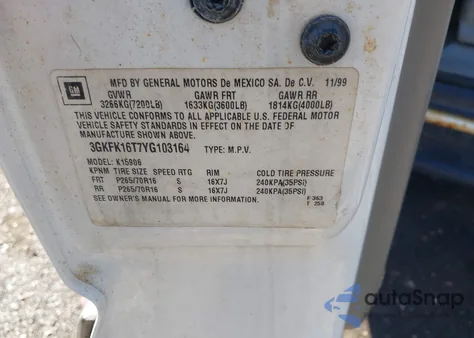 GM
MFD BY GENERAL MOTORS De MEXICO SA. De C.V. 11/99
GVWR GAWR FRT GAWR RR
3266KG(7200LB) 1633KG(3600LB) 1814KG(4000LB)
THIS VEHICLE CONFORMS TO ALL APPLICABLE U.S. FEDERAL MOTOR
VEHICLE SAFETY STANDARDS IN EFFECT ON THE DATE OF
MANUFACTURE SHOWN ABOVE.
3GKFK16T7YG103164 TYPE: M.P.V.
MODEL: K15906
KPNM TIRE SIZE SPEED RTG RIM COLD TIRE PRESSURE
FRT P265/70R16 S 16X7J 240KPA(35PSI)
RR P265/70R16 S 16X7J 240KPA(35PSI)
SEE OWNER'S MANUAL FOR MORE INFORMATION.
F 363
T 250
autoSnap